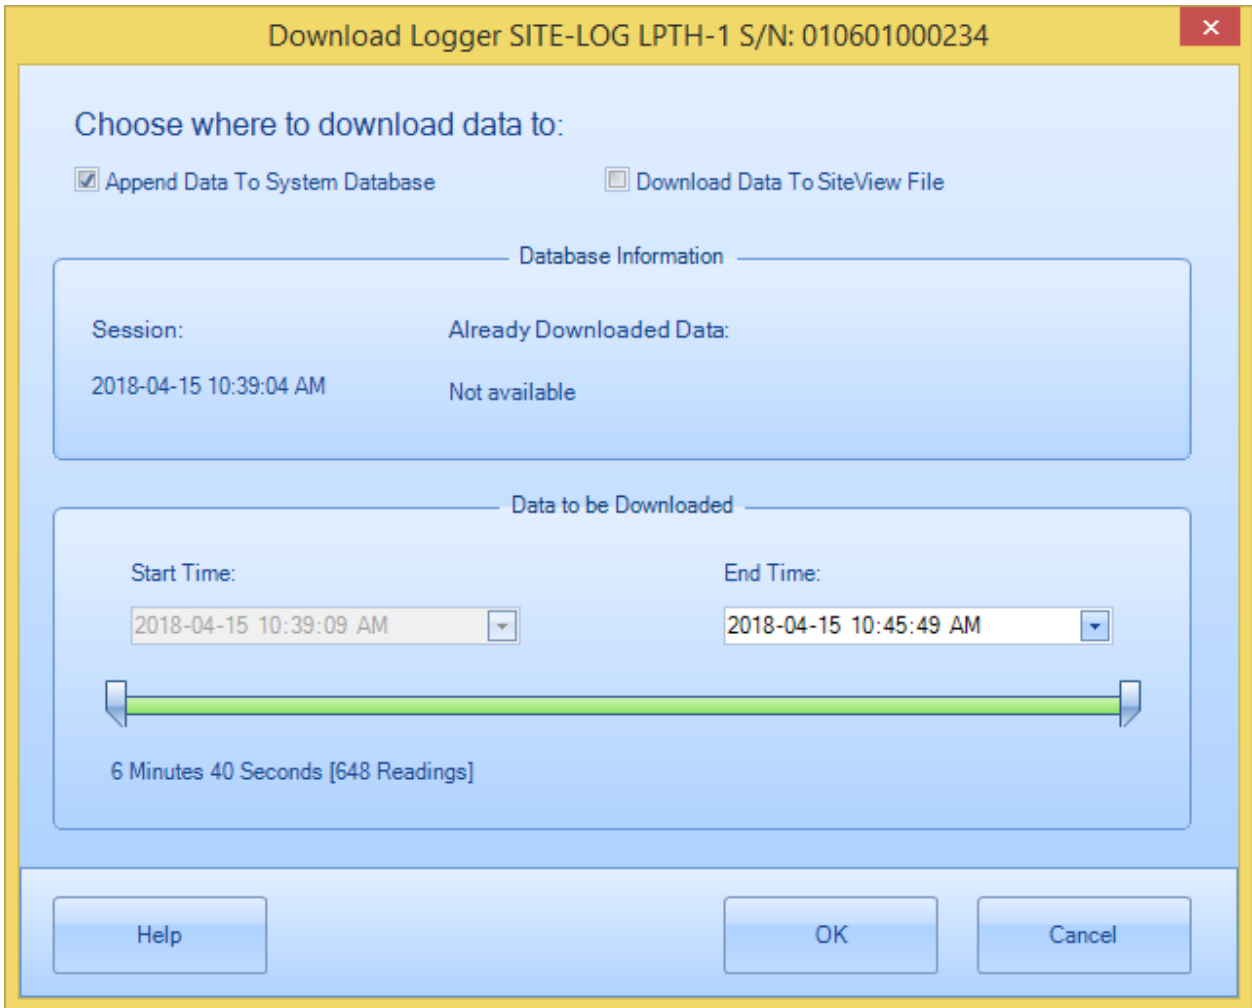 Download Logger SITE-LOG LPTH-1 S/N: 010601000234
Choose where to download data to:
Append Data To System Database
Download Data To SiteView File
Database Information
Session:
Already Downloaded Data:
2018-04-15 10:39:04 AM
Not available
Data to be Downloaded
Start Time:
End Time:
2018-04-15 10:39:09 AM
2018-04-15 10:45:49 AM
6 Minutes 40 Seconds [648 Readings]
Help
OK
Cancel